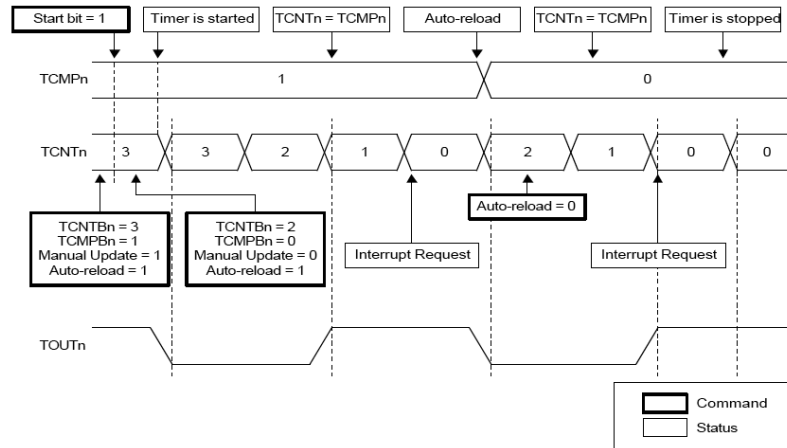 Start bit = 1
Timer is started
TCNTn = TCMPn
Auto-reload
TCNTn = TCMPn
Timer is stopped
TCMPn
1
0
TCNTn
3
3
2
1
0
2
1
0
0
TCNTBn = 3
TCMPBn = 1
Manual Update = 1
Auto-reload = 1
TCNTBn = 2
TCMPBn = 0
Manual Update = 0
Auto-reload = 1
Interrupt Request
Auto-reload = 0
Interrupt Request
TOUTn
Command
Status